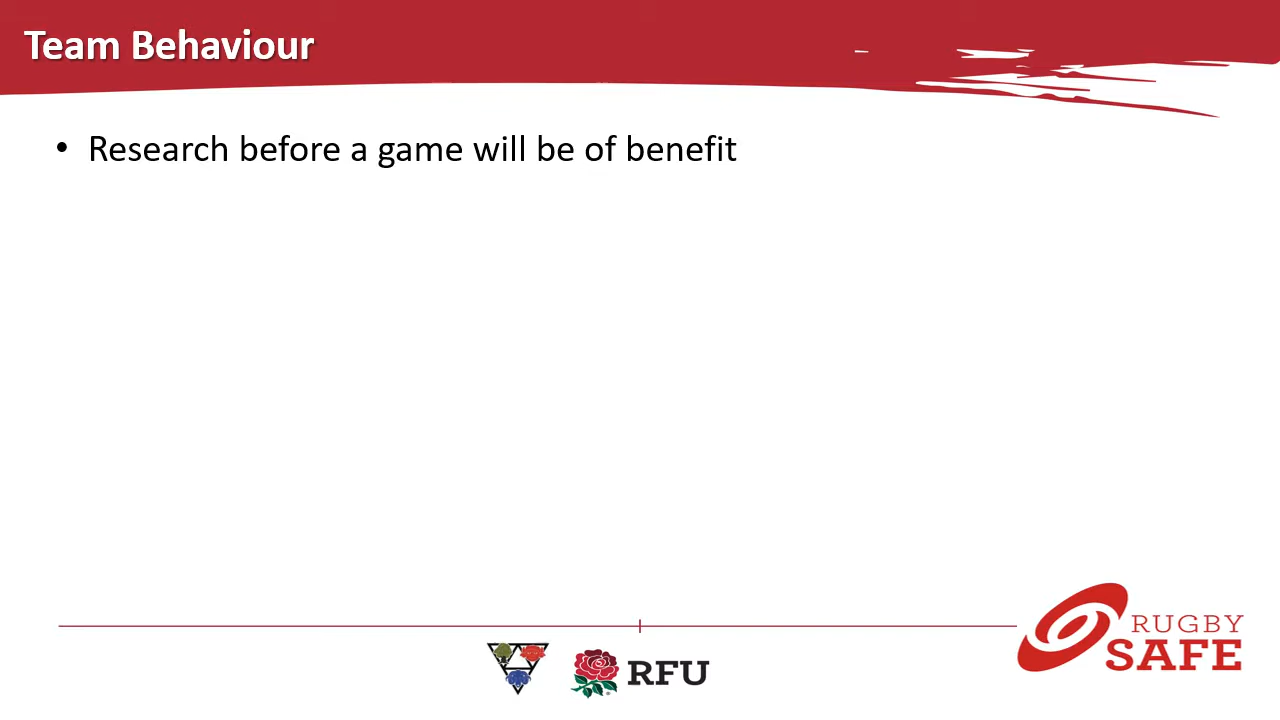 Team Behaviour
• Research before a game will be of benefit
RFU
RUGBY
SAFE